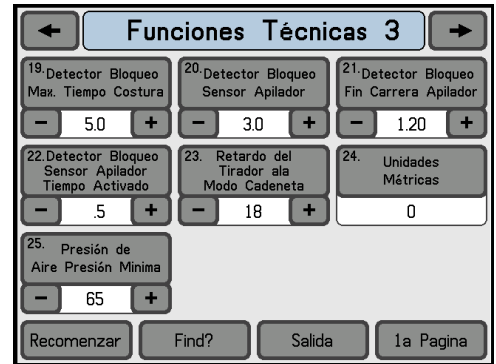 Funciones Técnicas 3
19. Detector Bloqueo
Max. Tiempo Costura
- 5.0 +
20. Detector Bloqueo
Sensor Apilador
- 3.0 +
21. Detector Bloqueo
Fin Carrera Apilador
- 1.20 +
22. Detector Bloqueo
Sensor Apilador
Tiempo Activado
- .5 +
23. Retardo del
Tirador ala
Modo Cadeneta
- 18 +
24. Unidades
Métricas
0
25. Presión de
Aire Presión Minima
- 65 +
Recomenzar
Find?
Salida
1a Pagina